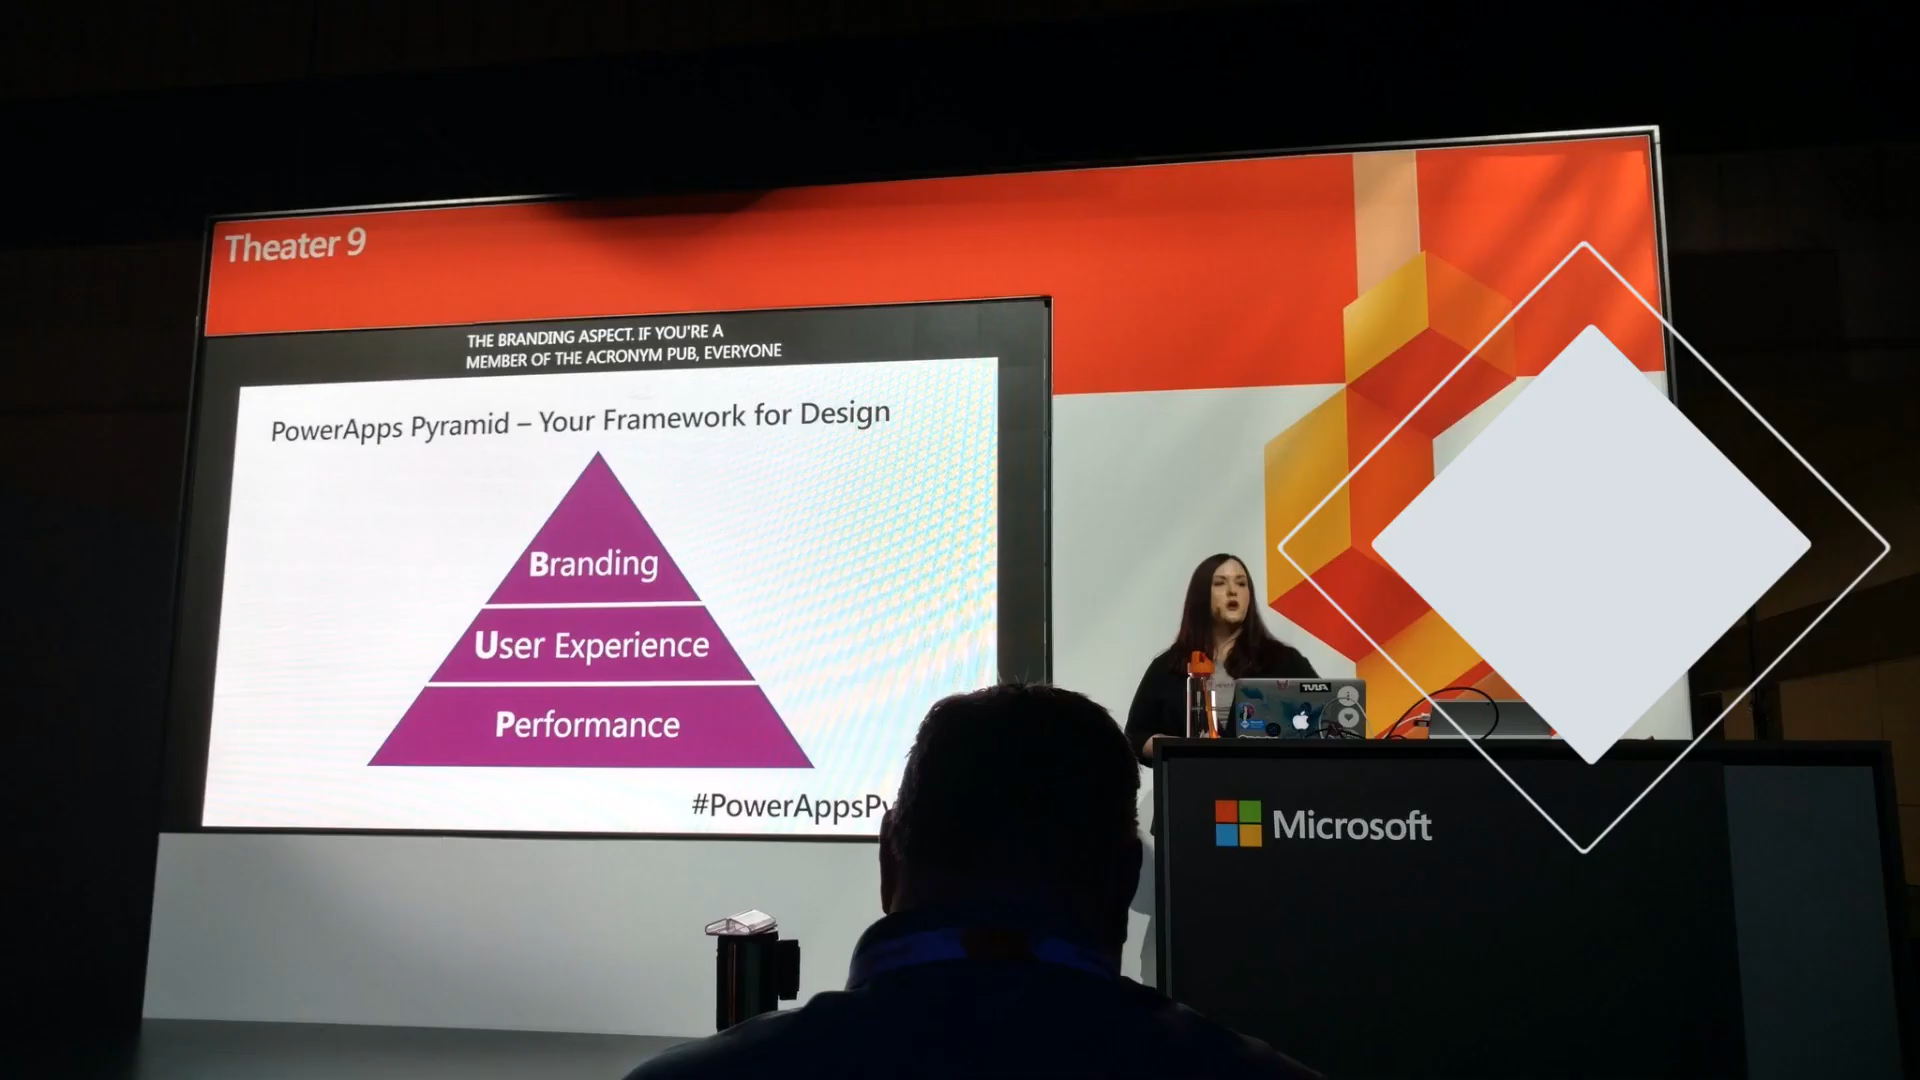 Theater 9
THE BRANDING ASPECT. IF YOU'RE A
MEMBER OF THE ACRONYM PUB, EVERYONE
PowerApps Pyramid – Your Framework for Design
Branding
User Experience
Performance
#PowerAppsPy
Microsoft